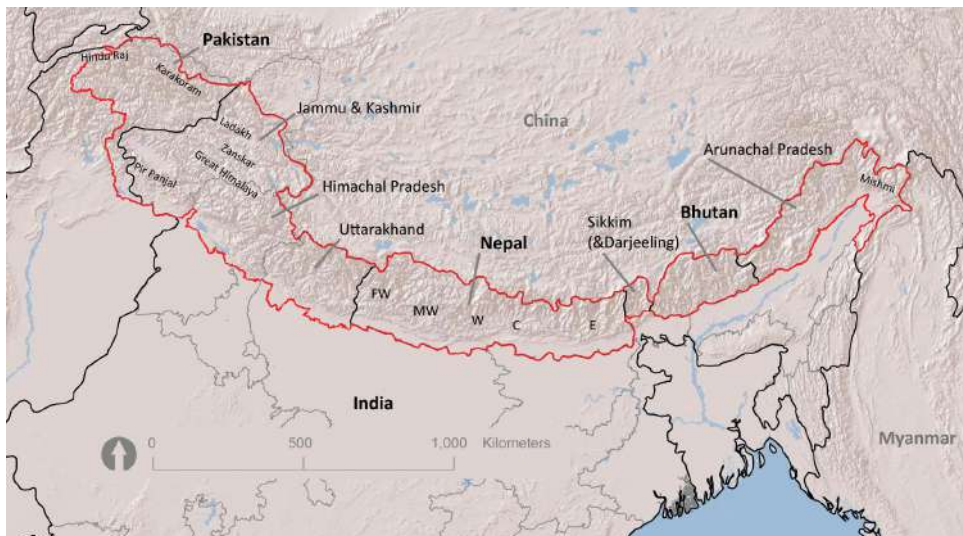 Pakistan
Hindu Raj
Karakoram
Jammu & Kashmir
Ladakh
Zanskar
Great Himalaya
Pir Panjal
China
Arunachal Pradesh
Mishmi
Himachal Pradesh
Uttarakhand
Nepal
Sikkim
(&Darjeeling)
Bhutan
FW
MW
W
C
E
India
0
500
1,000
Kilometers
Myanmar